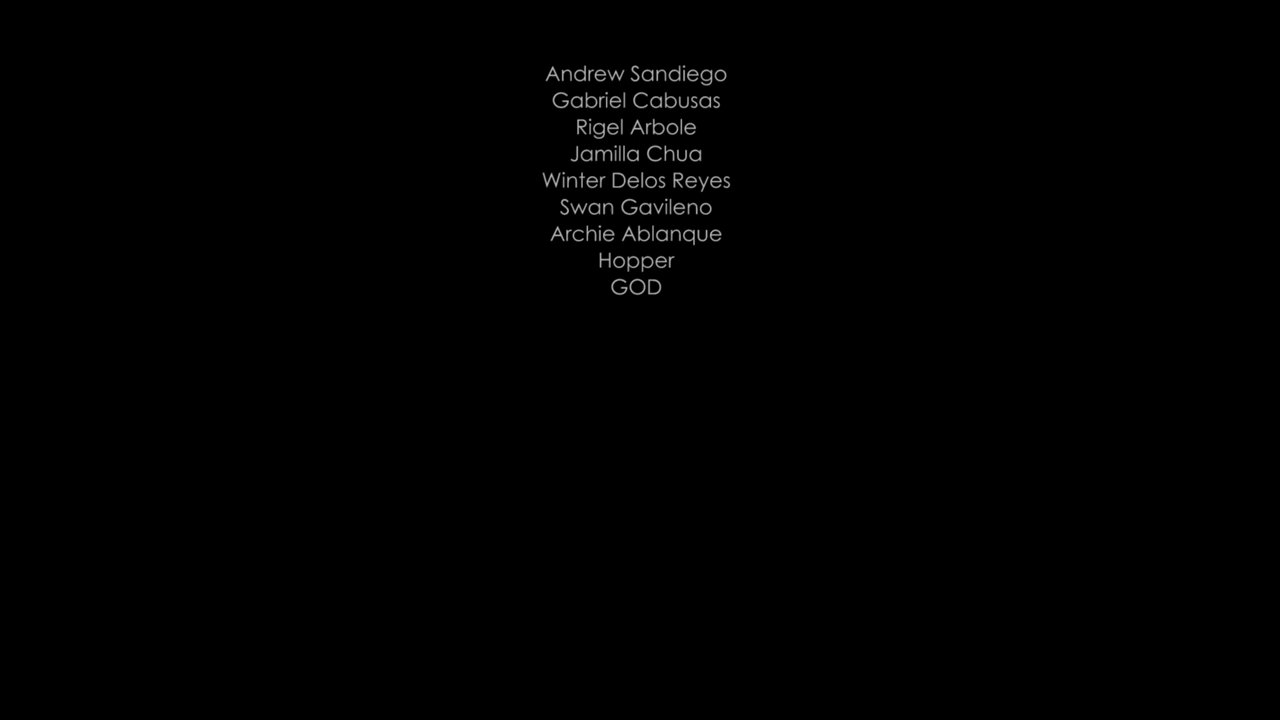 Andrew Sandiego
Gabriel Cabusas
Rigel Arbole
Jamilla Chua
Winter Delos Reyes
Swan Gavileno
Archie Ablanque
Hopper
GOD